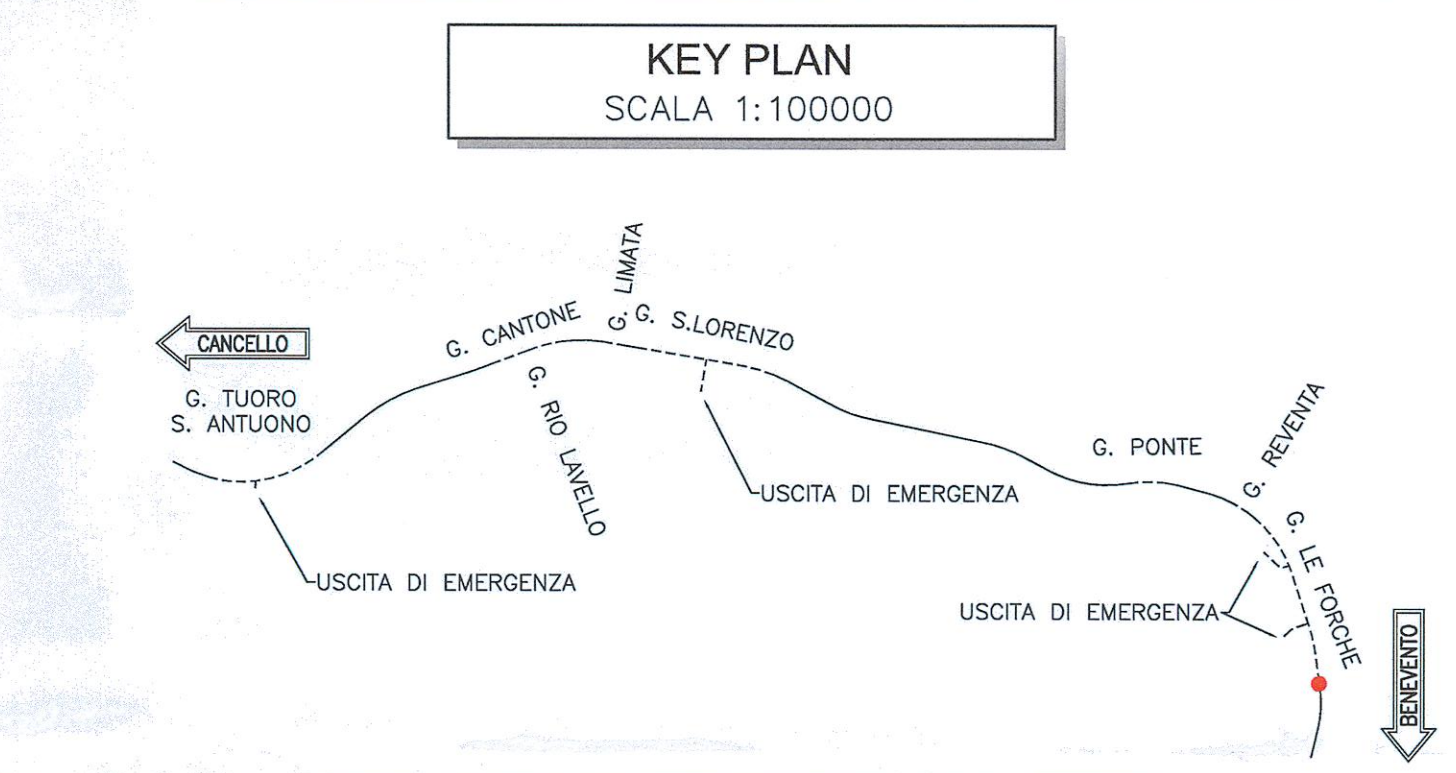 KEY PLAN
SCALA 1:100000
G. LIMATA
G. CANTONE
G. S.LORENZO
CANCELLO
G. TUORO
S. ANTUONO
G. RIO LAVELLO
G. PONTE
G. REVENTA
USCITA DI EMERGENZA
G. LE FORCHE
USCITA DI EMERGENZA
USCITA DI EMERGENZA
BENEVENTO